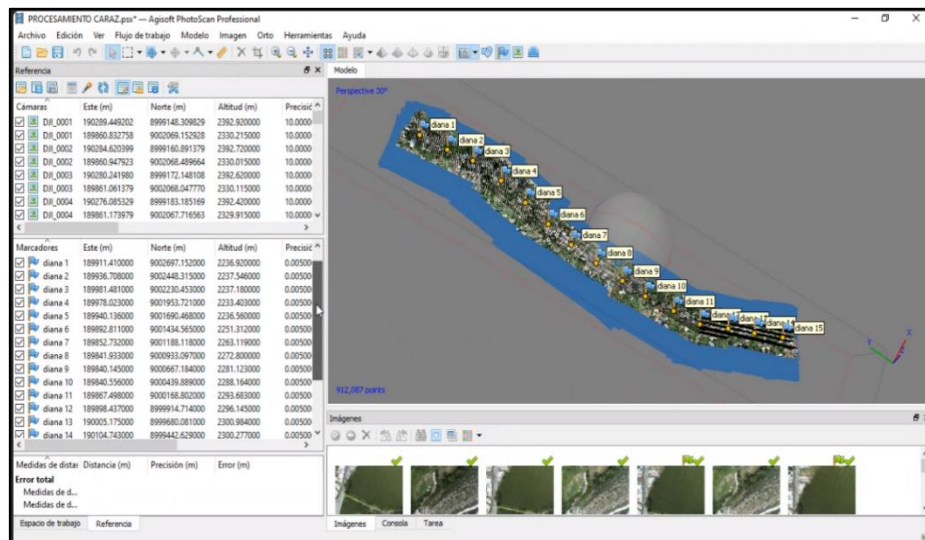 PROCESAMIENTO CARAZ.psx* — Agisoft PhotoScan Professional
Archivo Edición Ver Flujo de trabajo Modelo Imagen Orto Herramientas Ayuda
Referencia
Cámaras Este (m) Norte (m) Altitud (m) Precisió
DJI_0001 190289.449202 8999148.309829 2392.920000 10.0000
DJI_0001 189860.832758 9002069.152928 2330.215000 10.0000
DJI_0002 190284.620399 8999160.891379 2392.720000 10.0000
DJI_0002 189860.947923 9002068.489664 2330.015000 10.0000
DJI_0003 190280.241980 8999172.148108 2392.620000 10.0000
DJI_0003 189861.061379 9002068.047770 2330.115000 10.0000
DJI_0004 190276.085329 8999183.185169 2392.420000 10.0000
DJI_0004 189861.173979 9002067.716563 2329.915000 10.0000
Marcadores Este (m) Norte (m) Altitud (m) Precisió
diana 1 189911.410000 9002697.152000 2236.920000 0.00500
diana 2 189936.708000 9002448.315000 2237.546000 0.00500
diana 3 189981.481000 9002230.453000 2237.180000 0.00500
diana 4 189978.023000 9001953.721000 2233.403000 0.00500
diana 5 189940.136000 9001690.468000 2236.560000 0.00500
diana 6 189892.811000 9001434.565000 2251.312000 0.00500
diana 7 189852.732000 9001188.118000 2263.119000 0.00500
diana 8 189841.933000 9000933.097000 2272.800000 0.00500
diana 9 189840.145000 9000667.184000 2281.123000 0.00500
diana 10 189840.556000 9000439.889000 2288.164000 0.00500
diana 11 189867.498000 9000168.802000 2293.683000 0.00500
diana 12 189898.437000 8999914.714000 2296.145000 0.00500
diana 13 190005.175000 8999680.081000 2300.984000 0.00500
diana 14 190104.743000 8999442.629000 2300.277000 0.00500
Medidas de distar Distancia (m) Precisión (m) Error (m)
Error total
Medidas de d...
Medidas de d...
Espacio de trabajo Referencia
Modelo
Perspective 30°
diana 1
diana 2
diana 3
diana 4
diana 5
diana 6
diana 7
diana 8
diana 9
diana 10
diana 11
diana 15
X
Y
912,087 points
Imágenes
Imágenes Consola Tarea